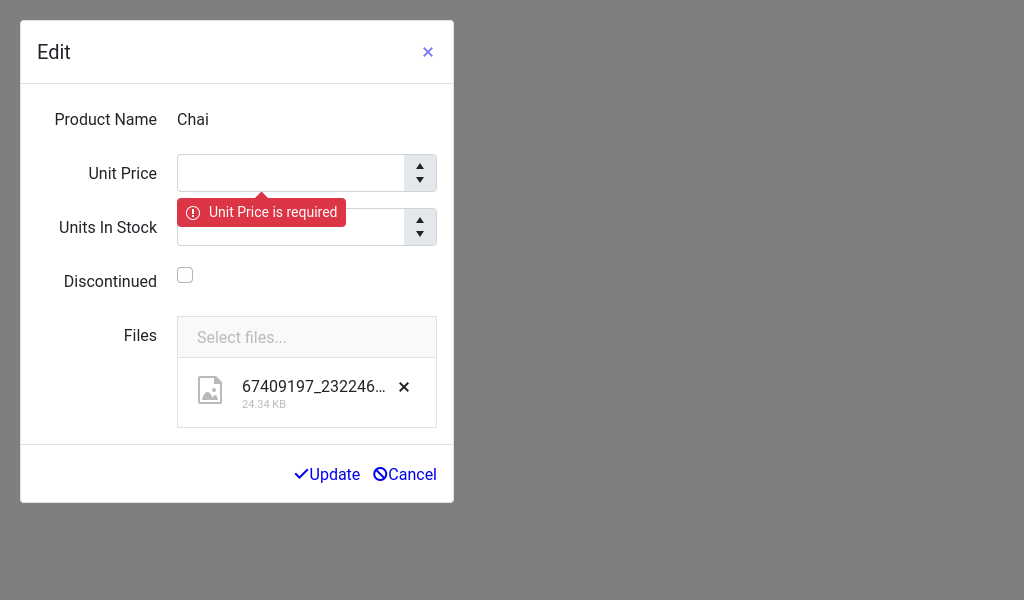 Edit
Product Name Chai
Unit Price
Unit Price is required
Units In Stock
Discontinued
Files Select files...
67409197_232246...
24.34 KB
Update Cancel